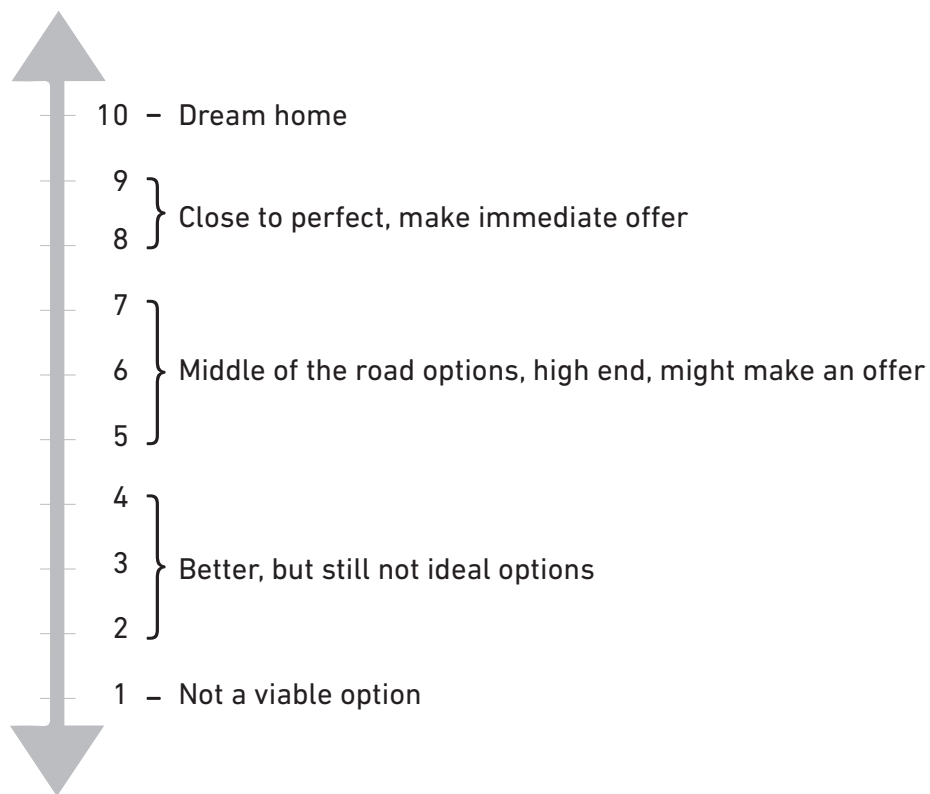 10 – Dream home
9
Close to perfect, make immediate offer
8
7
6 Middle of the road options, high end, might make an offer
5
4
3 Better, but still not ideal options
2
1 – Not a viable option